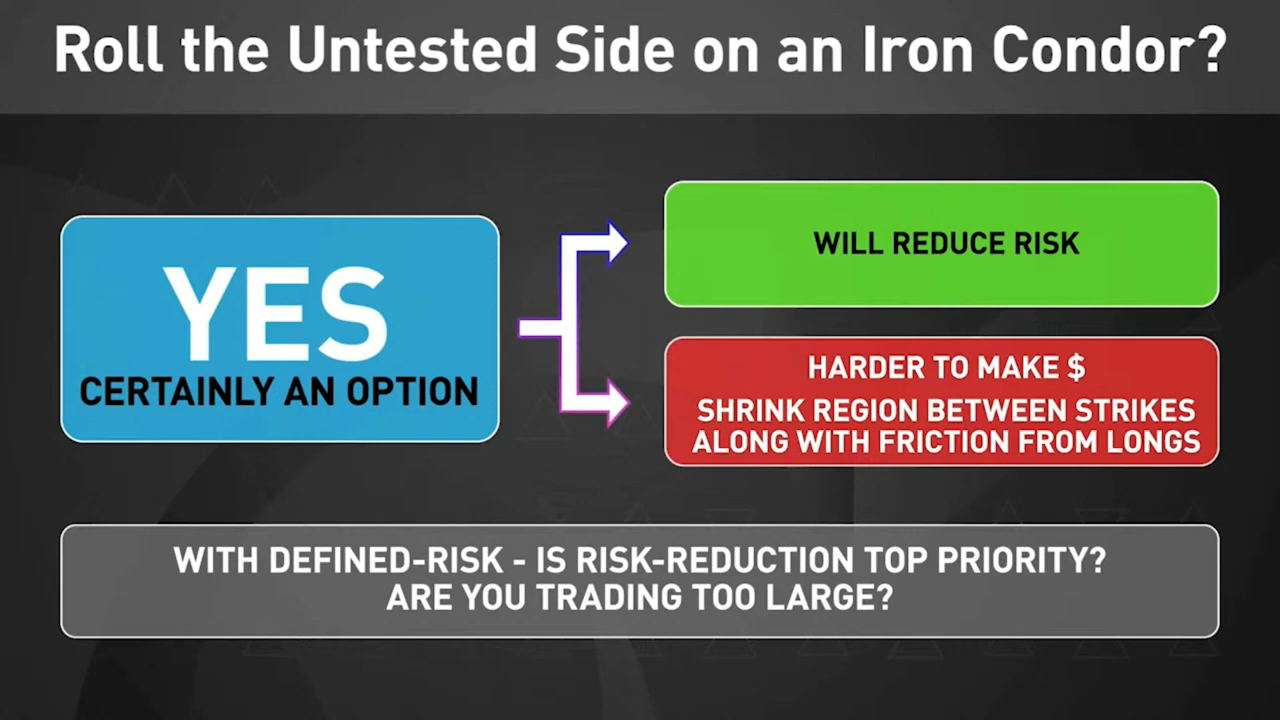 Roll the Untested Side on an Iron Condor?
YES
CERTAINLY AN OPTION
WILL REDUCE RISK
HARDER TO MAKE $
SHRINK REGION BETWEEN STRIKES
ALONG WITH FRICTION FROM LONGS
WITH DEFINED-RISK - IS RISK-REDUCTION TOP PRIORITY?
ARE YOU TRADING TOO LARGE?